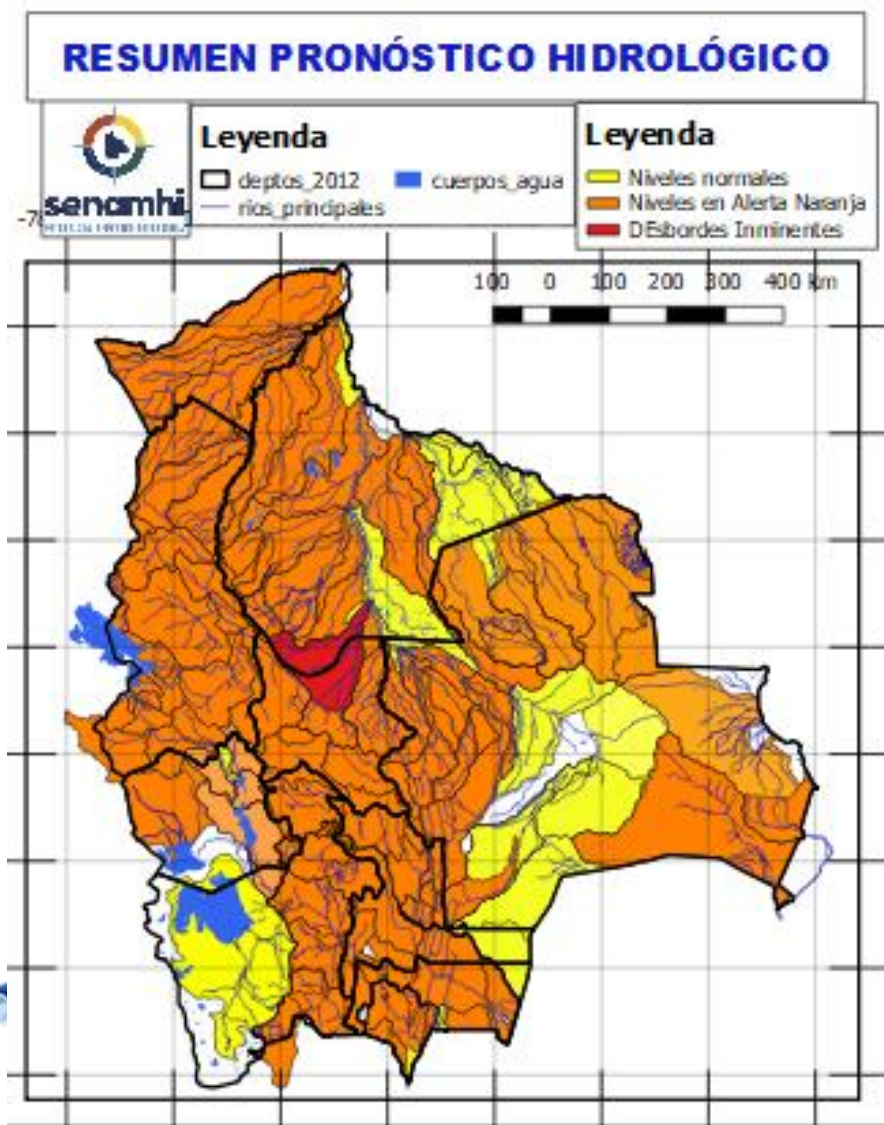 RESUMEN PRONÓSTICO HIDROLÓGICO
senamhi
Leyenda
deptos_2012
cuerpos_agua
rios_principales
Leyenda
Niveles normales
Niveles en Alerta Naranja
DEsbordes Inminentes
100 0 100 200 300 400 km